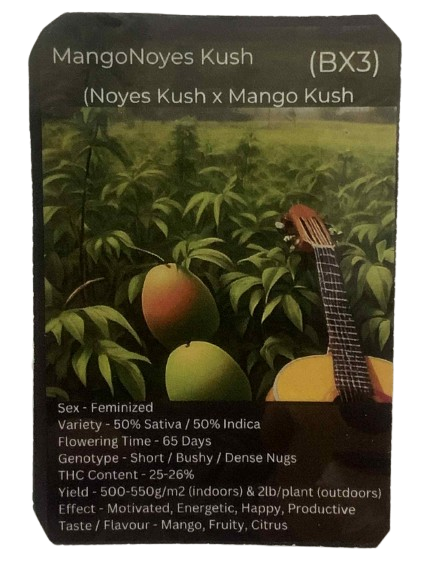 MangoNoyes Kush (BX3)
(Noyes Kush x Mango Kush
Sex - Feminized
Variety - 50% Sativa / 50% Indica
Flowering Time - 65 Days
Genotype - Short / Bushy / Dense Nugs
THC Content - 25-26%
Yield - 500-550g/m2 (indoors) & 2lb/plant (outdoors)
Effect - Motivated, Energetic, Happy, Productive
Taste / Flavour - Mango, Fruity, Citrus